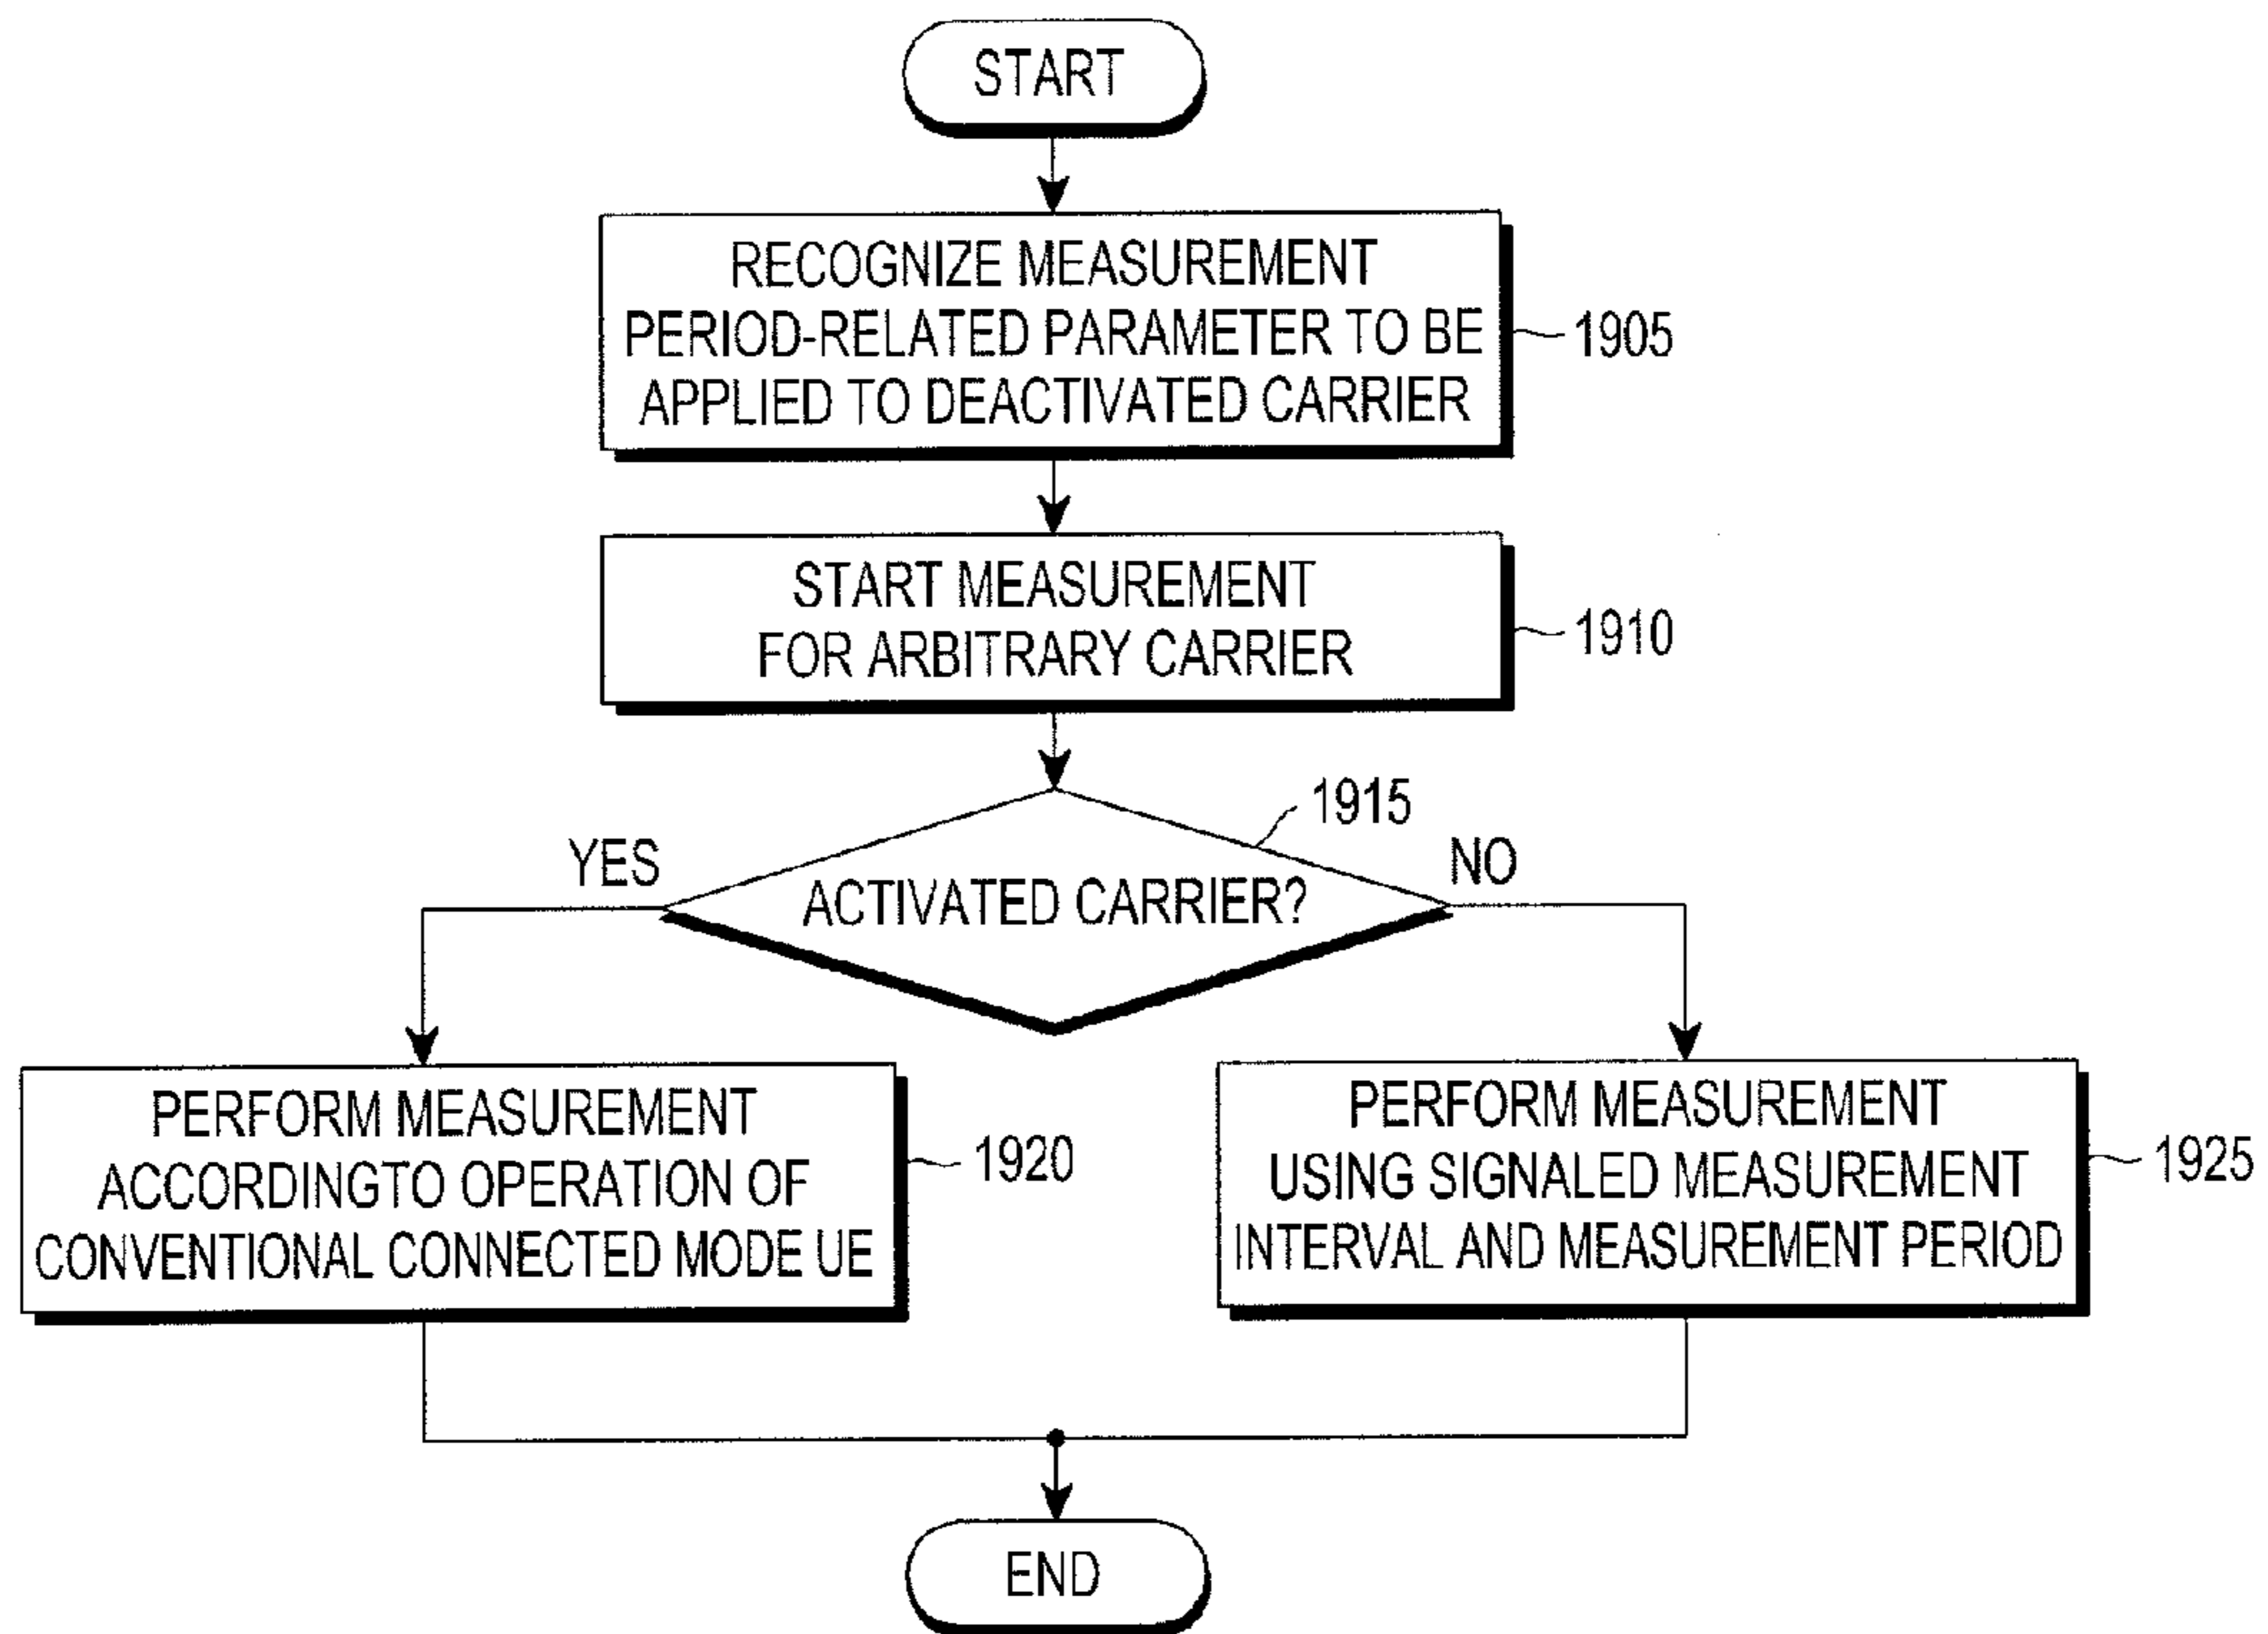 START
RECOGNIZE MEASUREMENT
PERIOD-RELATED PARAMETER TO BE
APPLIED TO DEACTIVATED CARRIER
1905
START MEASUREMENT
FOR ARBITRARY CARRIER
1910
1915
YES
NO
ACTIVATED CARRIER?
PERFORM MEASUREMENT
ACCORDINGTO OPERATION OF
CONVENTIONAL CONNECTED MODE UE
1920
PERFORM MEASUREMENT
USING SIGNALED MEASUREMENT
INTERVAL AND MEASUREMENT PERIOD
1925
END